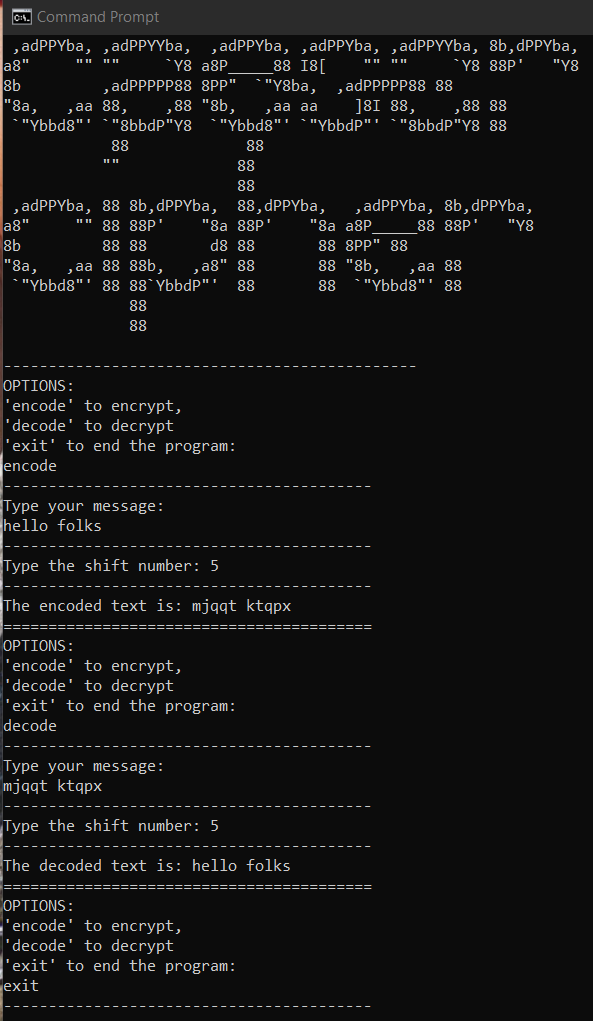 Command Prompt
 ,adPPYba, ,adPPYYba,  ,adPPYba, ,adPPYba, ,adPPYYba, 8b,dPPYba,
a8"     "" ""     `Y8 a8P_____88 I8[    "" ""     `Y8 88P'   "Y8
8b         ,adPPPPP88 8PP"  `"Y8ba,  ,adPPPPP88 88
"8a,   ,aa 88,    ,88 "8b,   ,aa aa    ]8I 88,    ,88 88
 `"Ybbd8"' `"8bbdP"Y8  `"Ybbd8"' `"YbbdP"' `"8bbdP"Y8 88
            88             88
           ""             88
                          88
 ,adPPYba, 88 8b,dPPYba,  88,dPPYba,   ,adPPYba, 8b,dPPYba,
a8"     "" 88 88P'    "8a 88P'    "8a a8P_____88 88P'   "Y8
8b         88 88       d8 88       88 8PP" 88
"8a,   ,aa 88 88b,   ,a8" 88       88 "8b,   ,aa 88
 `"Ybbd8"' 88 88`YbbdP"'  88       88  `"Ybbd8"' 88
              88
              88
----------------------------------------------
OPTIONS:
'encode' to encrypt,
'decode' to decrypt
'exit' to end the program:
encode
-----------------------------------------
Type your message:
hello folks
-----------------------------------------
Type the shift number: 5
-----------------------------------------
The encoded text is: mjqqt ktqpx
=========================================
OPTIONS:
'encode' to encrypt,
'decode' to decrypt
'exit' to end the program:
decode
-----------------------------------------
Type your message:
mjqqt ktqpx
-----------------------------------------
Type the shift number: 5
-----------------------------------------
The decoded text is: hello folks
=========================================
OPTIONS:
'encode' to encrypt,
'decode' to decrypt
'exit' to end the program:
exit
-----------------------------------------